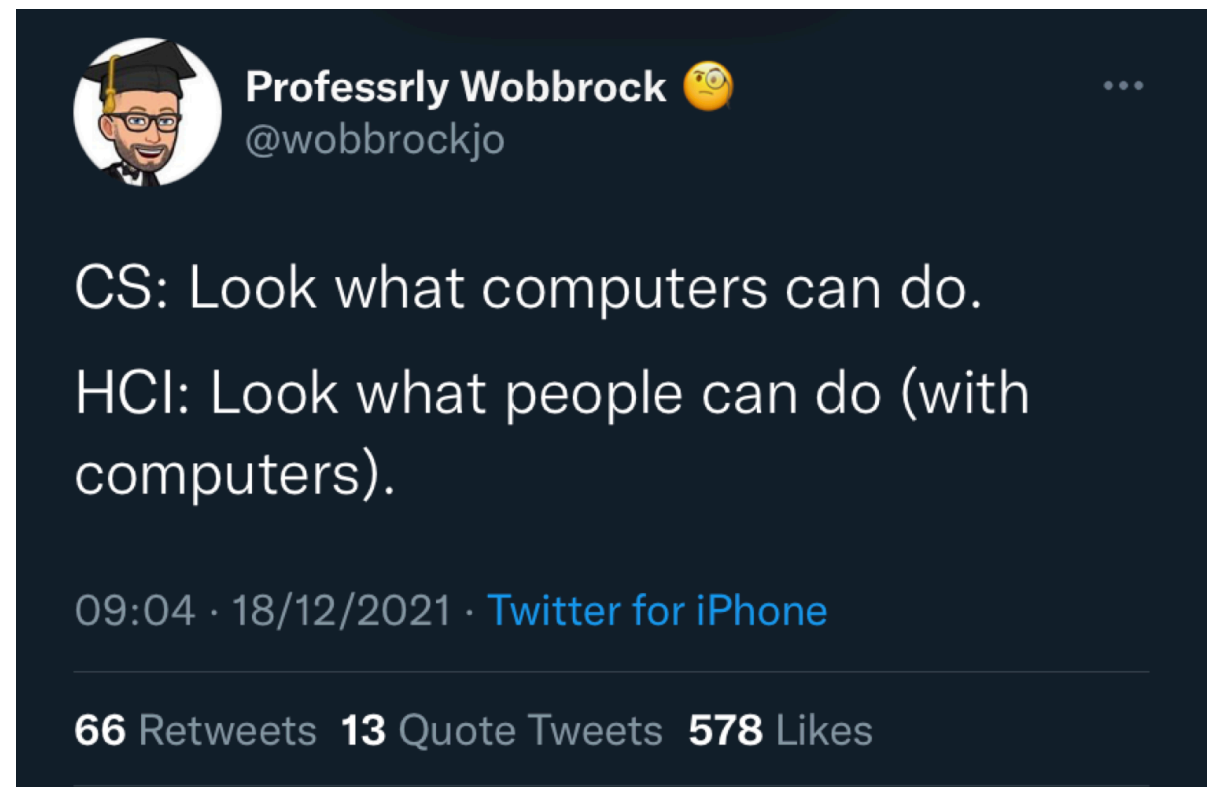 Professrly Wobbrock 🧐
@wobbrockjo
CS: Look what computers can do.
HCI: Look what people can do (with
computers).
09:04 · 18/12/2021 · Twitter for iPhone
66 Retweets 13 Quote Tweets 578 Likes